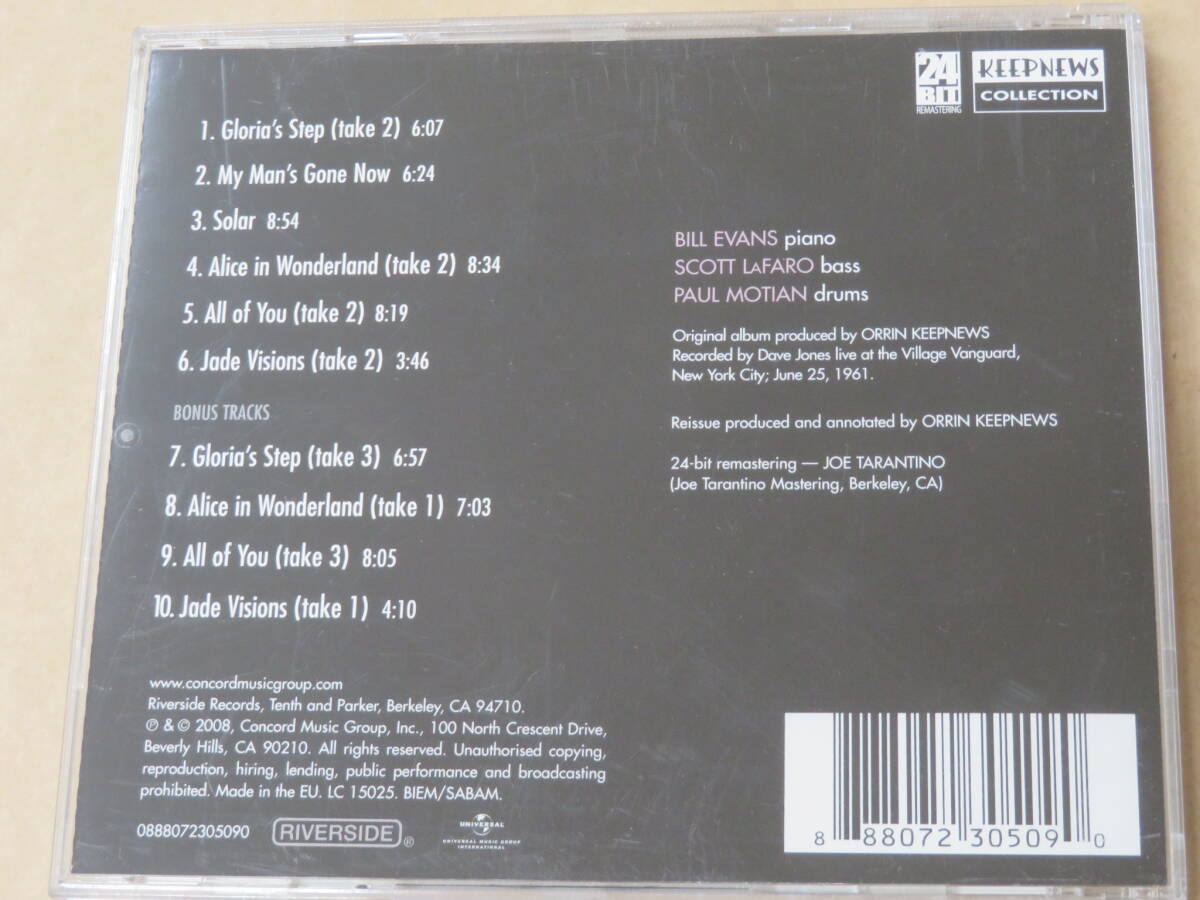 1. Gloria's Step (take 2) 6:07
2. My Man's Gone Now 6:24
3. Solar 8:54
4. Alice in Wonderland (take 2) 8:34
5. All of You (take 2) 8:19
6. Jade Visions (take 2) 3:46
BONUS TRACKS
7. Gloria's Step (take 3) 6:57
8. Alice in Wonderland (take 1) 7:03
9. All of You (take 3) 8:05
10. Jade Visions (take 1) 4:10
24
BIT
REMASTERING
KEEPNEWS
COLLECTION
BILL EVANS piano
SCOTT LAFARO bass
PAUL MOTIAN drums
Original album produced by ORRIN KEEPNEWS
Recorded by Dave Jones live at the Village Vanguard,
New York City; June 25, 1961.
Reissue produced and annotated by ORRIN KEEPNEWS
24-bit remastering — JOE TARANTINO
(Joe Tarantino Mastering, Berkeley, CA)
www.concordmusicgroup.com
Riverside Records, Tenth and Parker, Berkeley, CA 94710.
℗ & © 2008, Concord Music Group, Inc., 100 North Crescent Drive,
Beverly Hills, CA 90210. All rights reserved. Unauthorised copying,
reproduction, hiring, lending, public performance and broadcasting
prohibited. Made in the EU. LC 15025. BIEM/SABAM.
0888072305090
RIVERSIDE®
UNIVERSAL
UNIVERSAL MUSIC GROUP
INTERNATIONAL
8 88072 30509 0